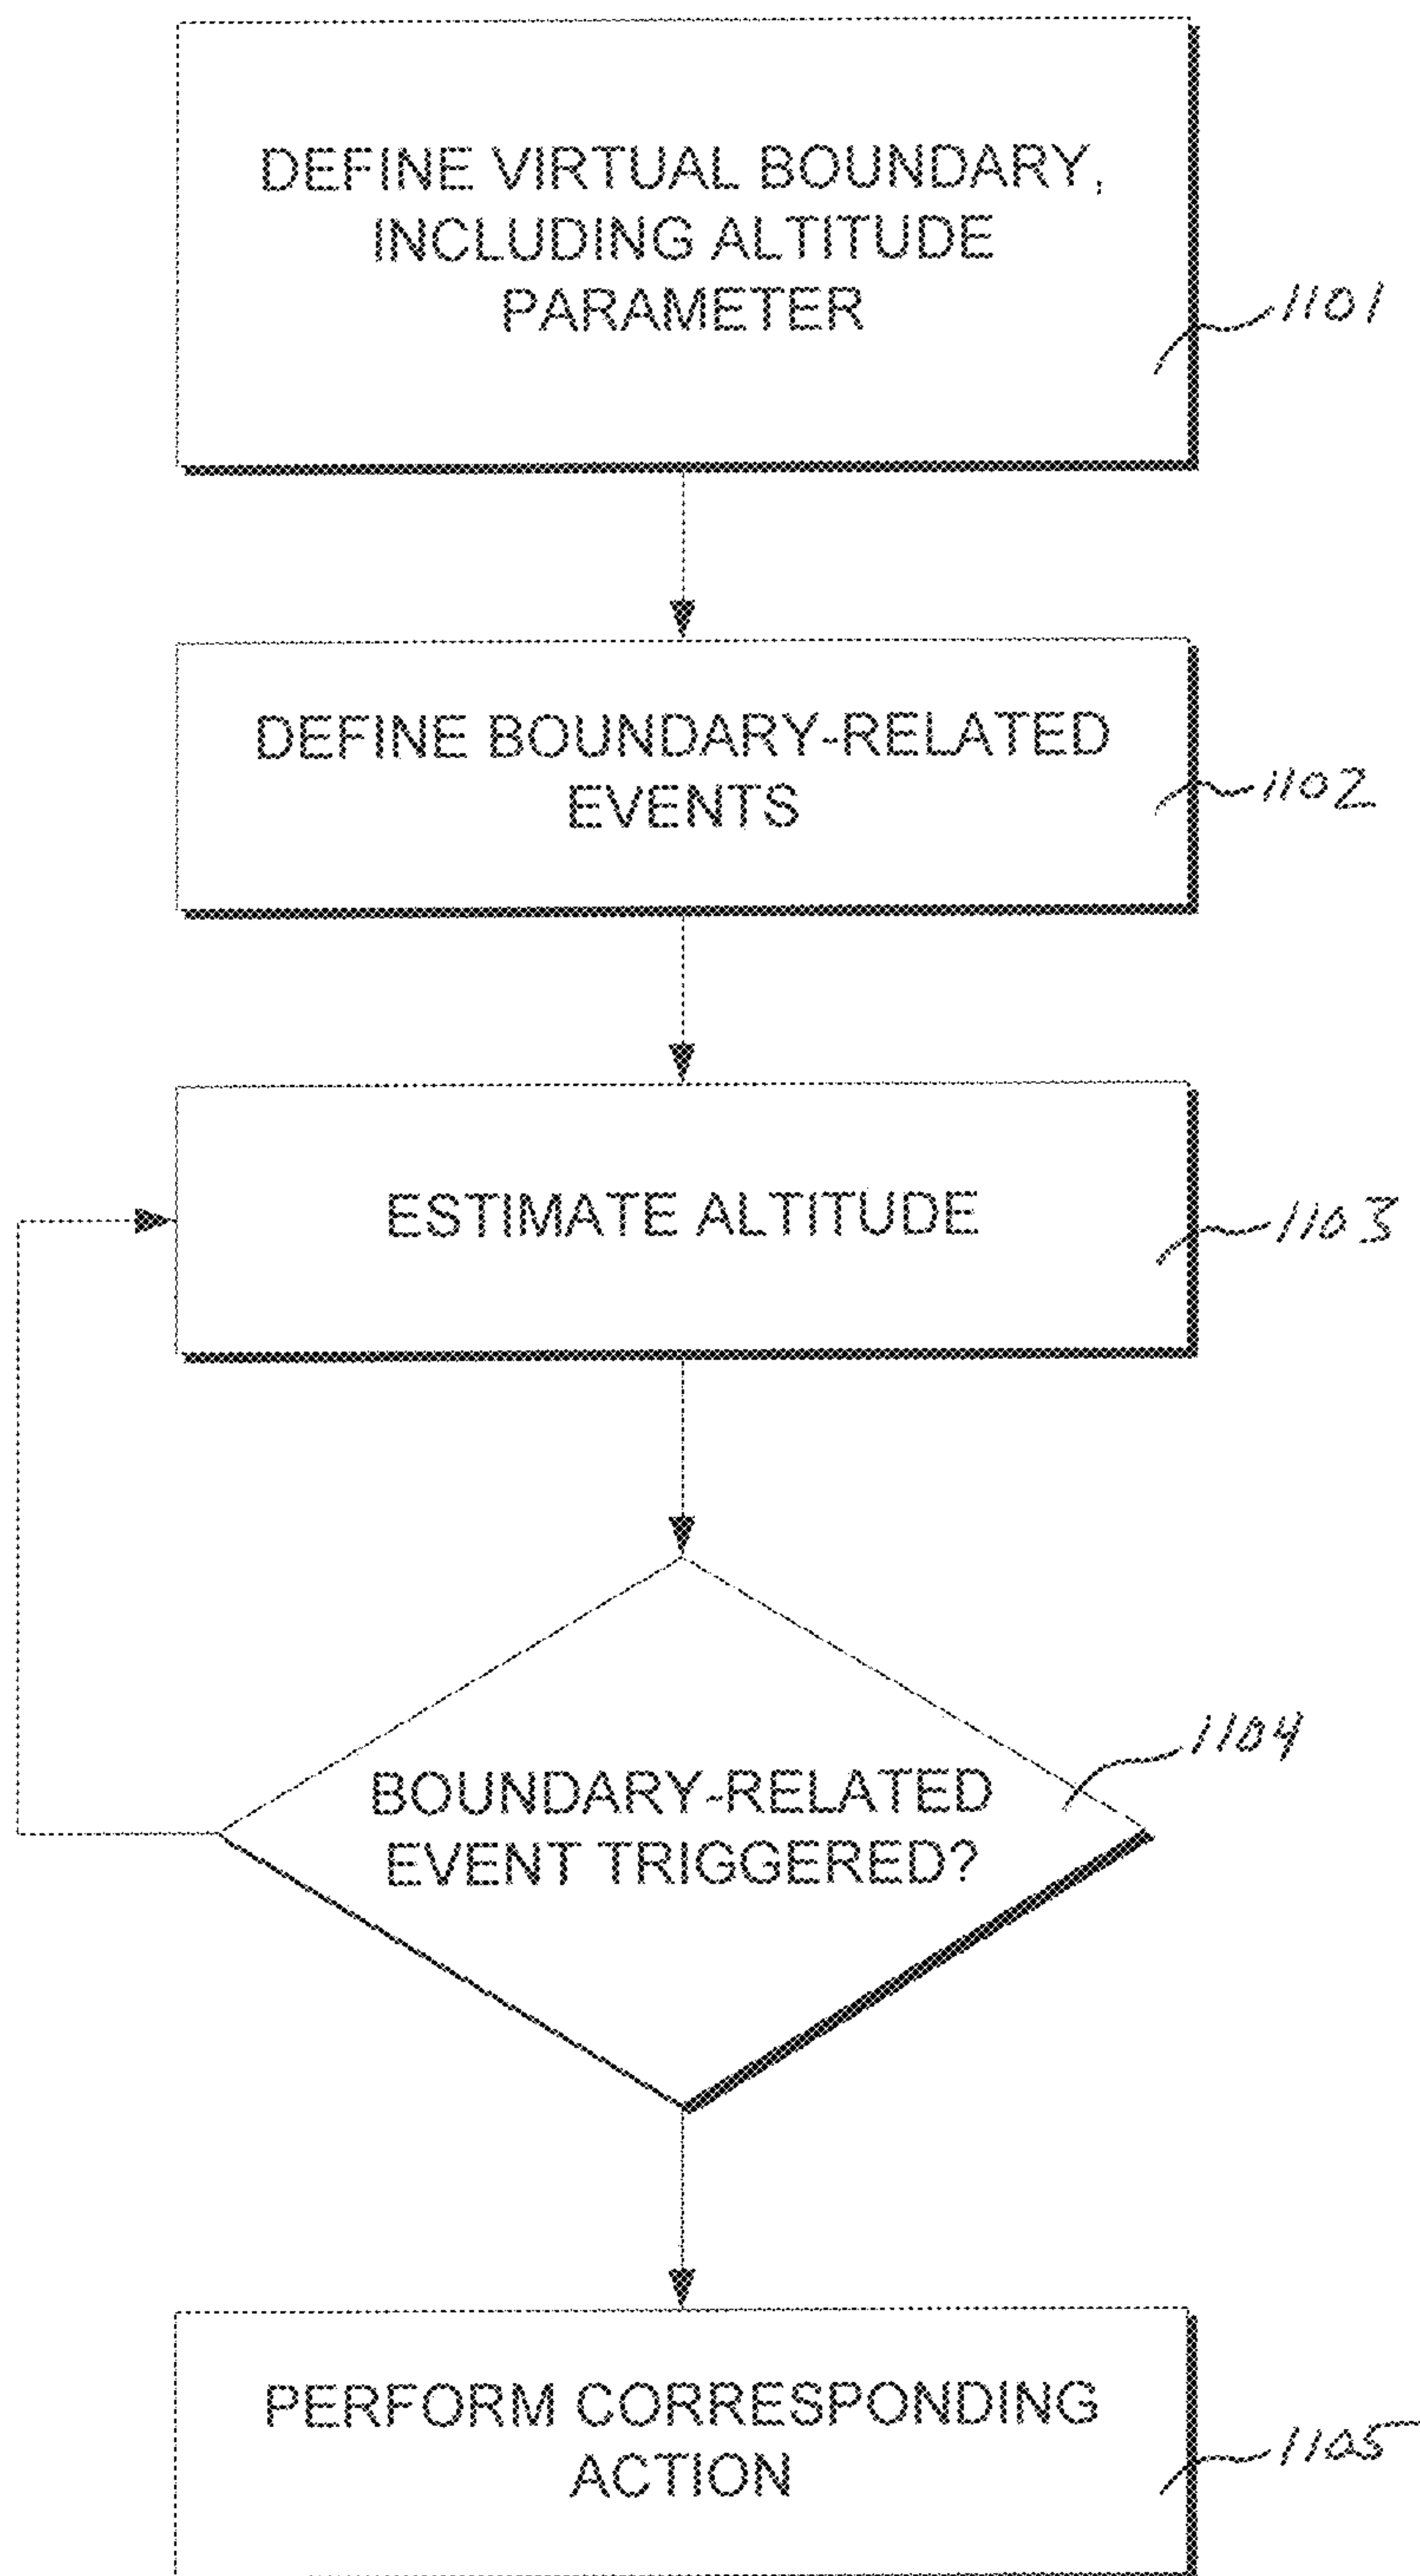 DEFINE VIRTUAL BOUNDARY,
INCLUDING ALTITUDE
PARAMETER
1101
DEFINE BOUNDARY-RELATED
EVENTS
1102
ESTIMATE ALTITUDE
1103
1104
BOUNDARY-RELATED
EVENT TRIGGERED?
PERFORM CORRESPONDING
ACTION
1105